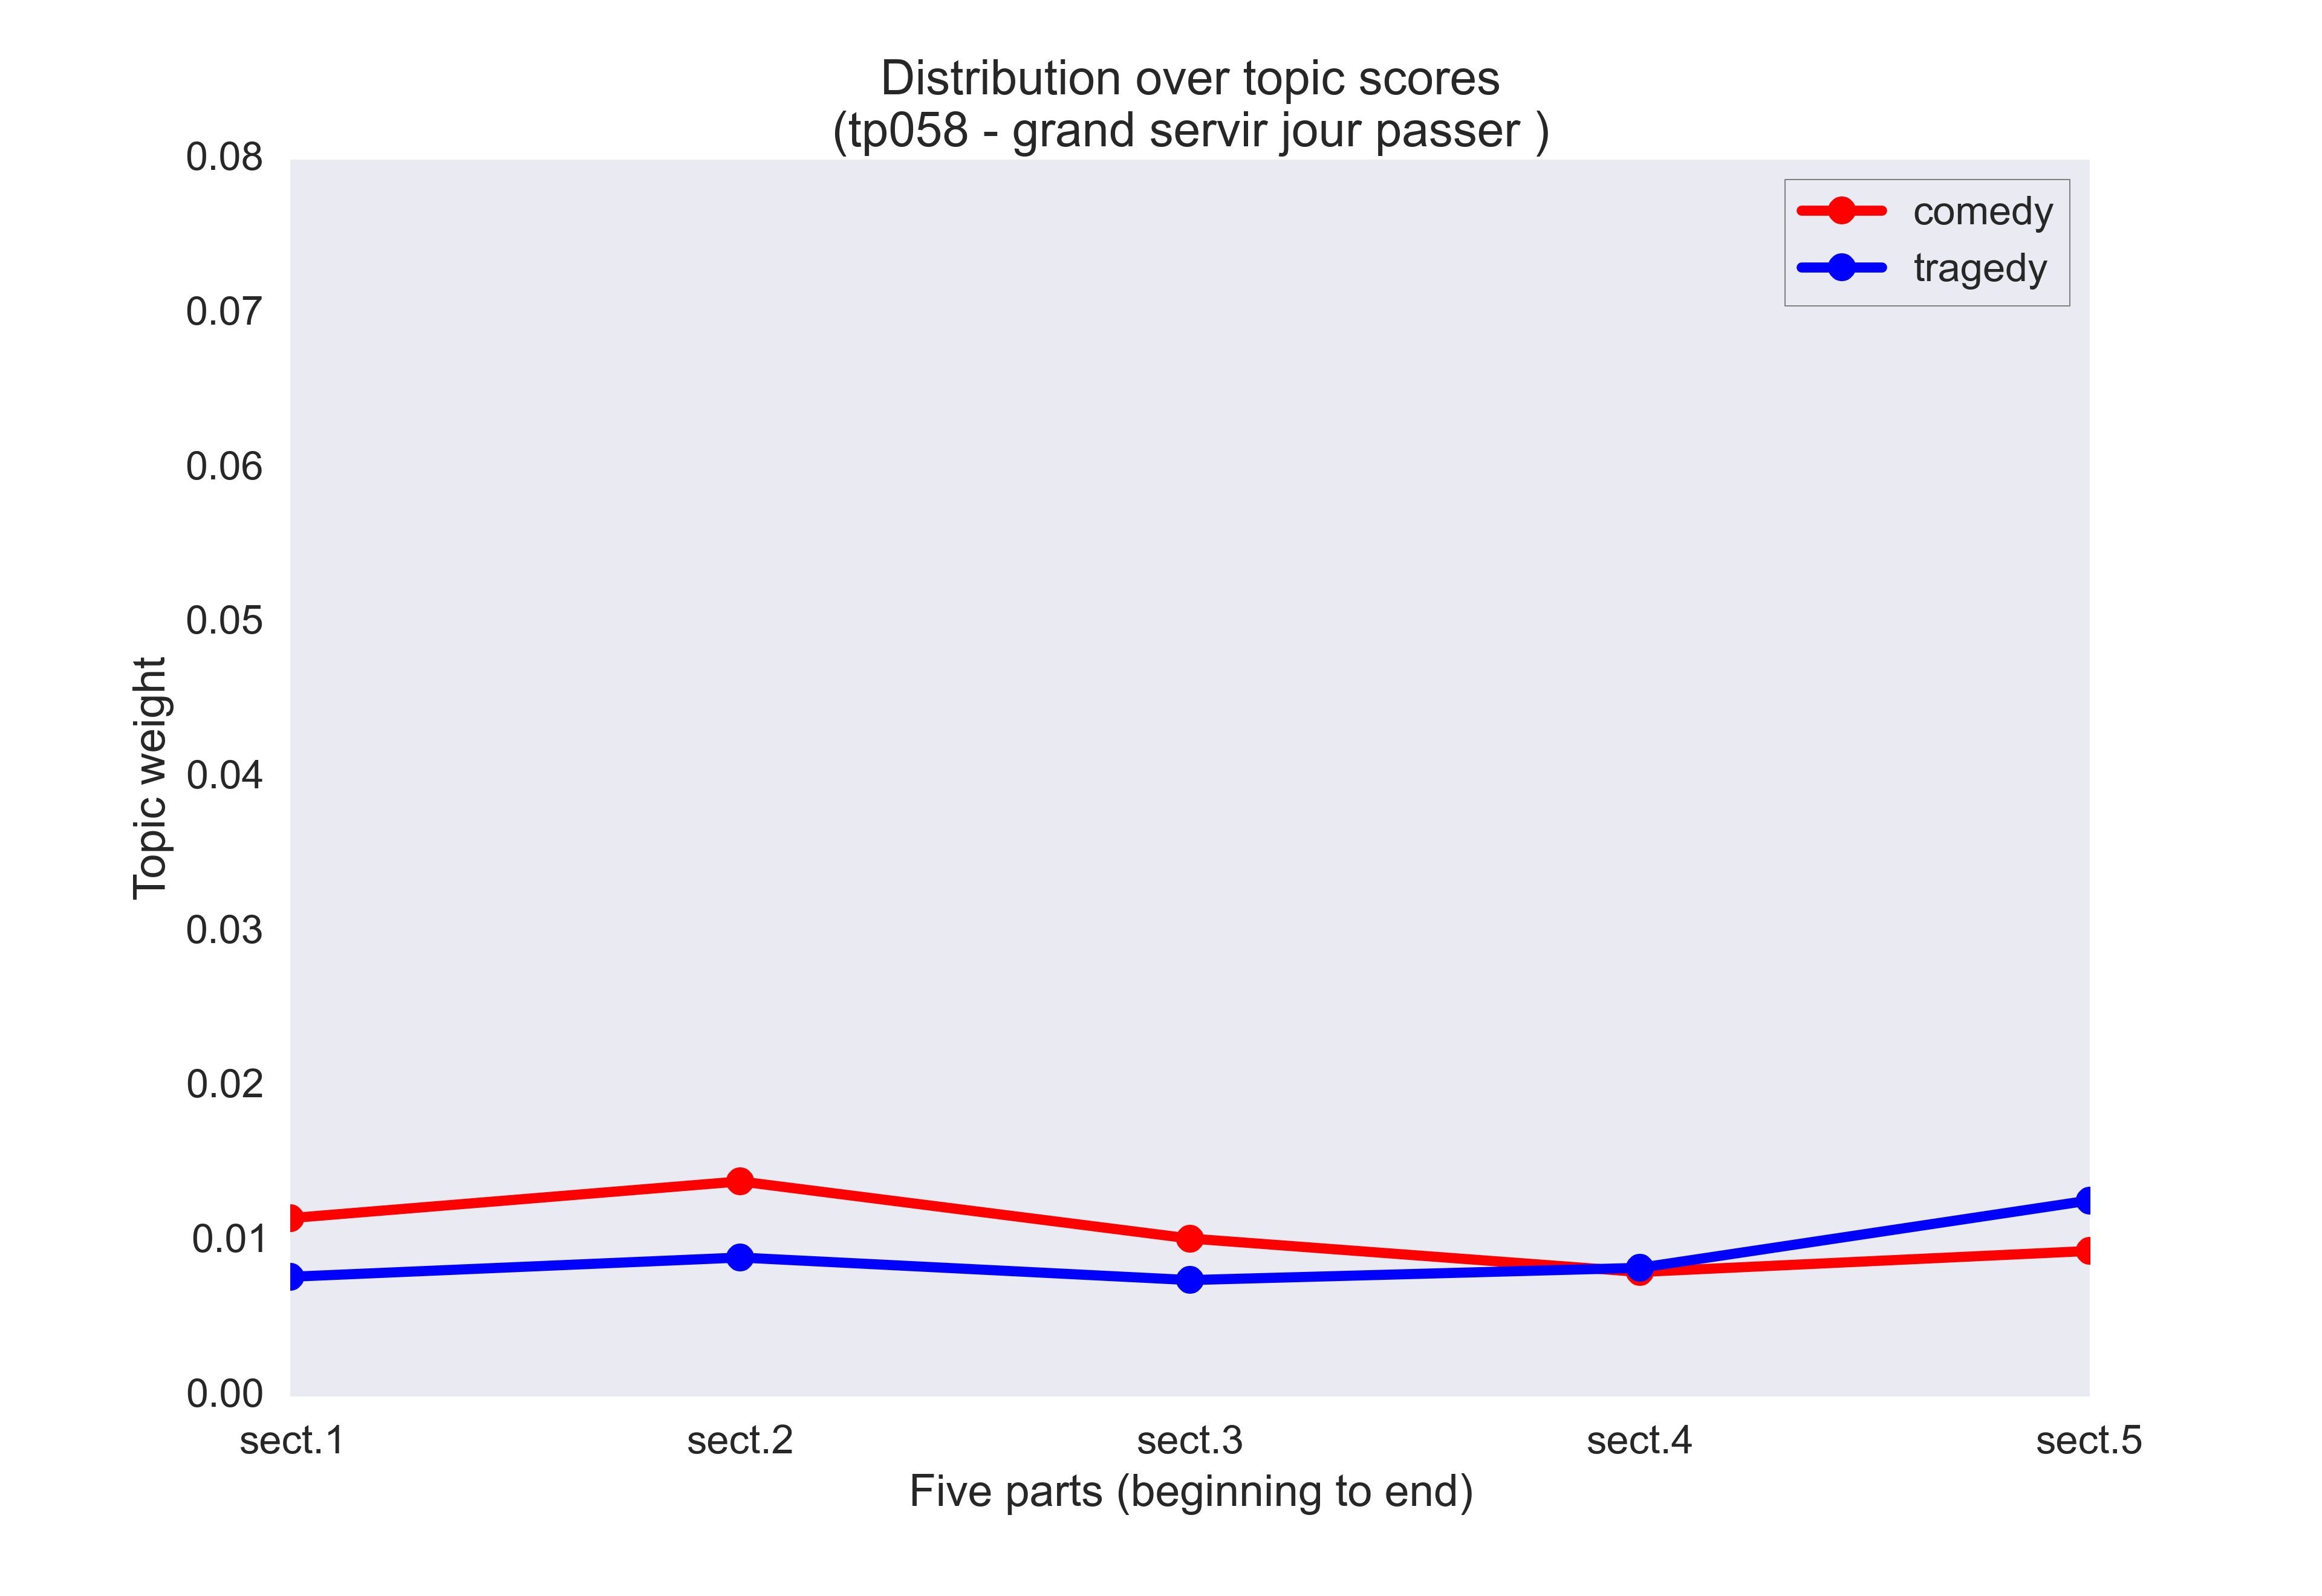 Distribution over topic scores
(tp058 - grand servir jour passer )
comedy
tragedy
Topic weight
0.08
0.07
0.06
0.05
0.04
0.03
0.02
0.01
0.00
sect.1
sect.2
sect.3
sect.4
sect.5
Five parts (beginning to end)